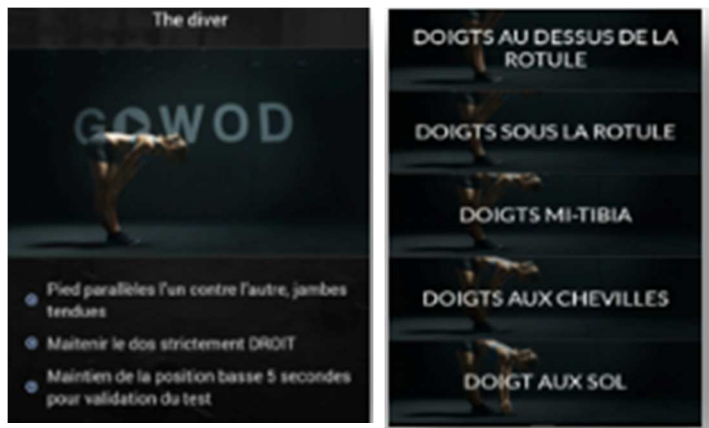 The diver
GOWOD
Pied parallèles l'un contre l'autre, jambes
tendues
Maitenir le dos strictement DROIT
Maintien de la position basse 5 secondes
pour validation du test
DOIGTS AU DESSUS DE LA
ROTULE
DOIGTS SOUS LA ROTULE
DOIGTS MI-TIBIA
DOIGTS AUX CHEVILLES
DOIGT AUX SOL